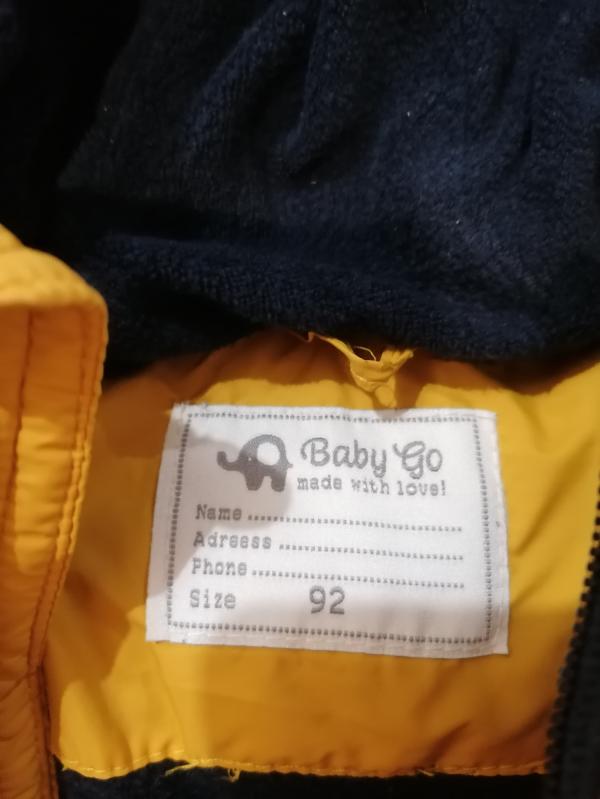 Baby Go
made with love!
Name ........................................
Adreess ..................................
Phone ........................................
Size 92